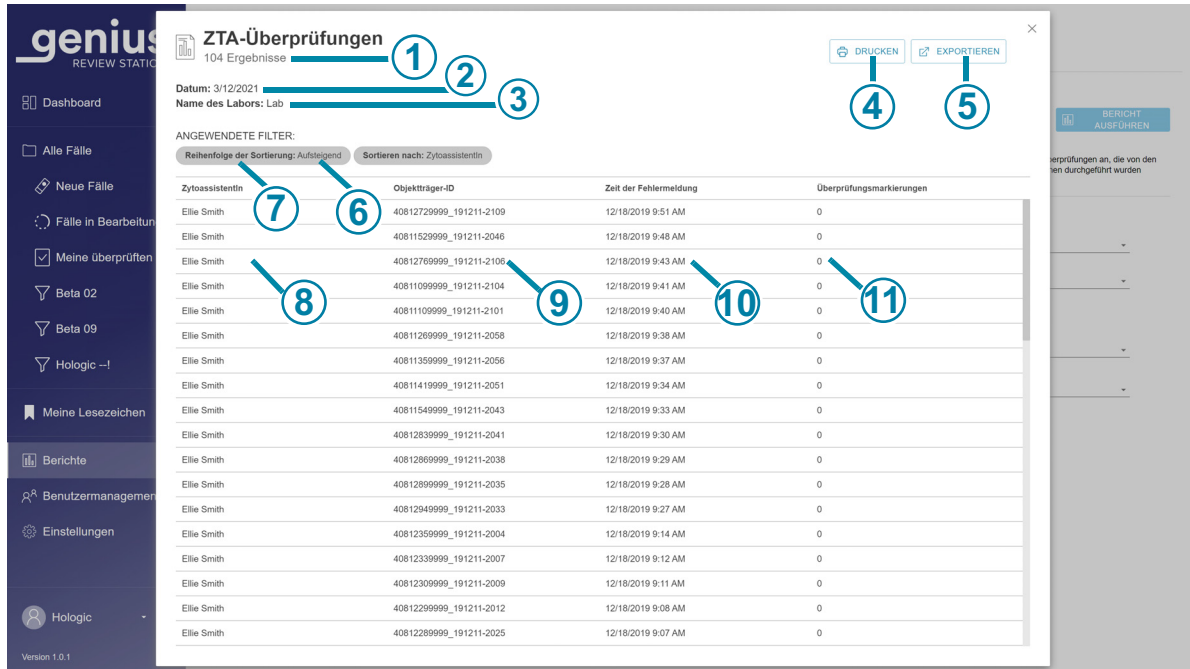 genius
REVIEW STATIC
Dashboard
Alle Fälle
Neue Fälle
Fälle in Bearbeitun
Meine überprüften
Beta 02
Beta 09
Hologic --!
Meine Lesezeichen
Berichte
Benutzermanagemen
Einstellungen
Hologic
Version 1.0.1
ZTA-Überprüfungen
104 Ergebnisse
1
Datum: 3/12/2021
2
Name des Labors: Lab
3
DRUCKEN
EXPORTIEREN
4
5
ANGEWENDETE FILTER:
Reihenfolge der Sortierung: Aufsteigend
Sortieren nach: ZytoassistentIn
7
6
ZytoassistentIn Objektträger-ID Zeit der Fehlermeldung Überprüfungsmarkierungen
Ellie Smith 40812729999_191211-2109 12/18/2019 9:51 AM 0
Ellie Smith 40811529999_191211-2046 12/18/2019 9:48 AM 0
Ellie Smith 40812769999_191211-2106 12/18/2019 9:43 AM 0
Ellie Smith 40811099999_191211-2104 12/18/2019 9:41 AM 0
8
9
10
11
Ellie Smith 40811109999_191211-2101 12/18/2019 9:40 AM 0
Ellie Smith 40811269999_191211-2058 12/18/2019 9:38 AM 0
Ellie Smith 40811359999_191211-2056 12/18/2019 9:37 AM 0
Ellie Smith 40811419999_191211-2051 12/18/2019 9:34 AM 0
Ellie Smith 40811549999_191211-2043 12/18/2019 9:33 AM 0
Ellie Smith 40812839999_191211-2041 12/18/2019 9:30 AM 0
Ellie Smith 40812869999_191211-2038 12/18/2019 9:29 AM 0
Ellie Smith 40812899999_191211-2035 12/18/2019 9:28 AM 0
Ellie Smith 40812949999_191211-2033 12/18/2019 9:27 AM 0
Ellie Smith 40812359999_191211-2004 12/18/2019 9:14 AM 0
Ellie Smith 40812339999_191211-2007 12/18/2019 9:12 AM 0
Ellie Smith 40812309999_191211-2009 12/18/2019 9:11 AM 0
Ellie Smith 40812299999_191211-2012 12/18/2019 9:08 AM 0
Ellie Smith 40812289999_191211-2025 12/18/2019 9:07 AM 0
BERICHT
AUSFÜHREN
erprüfungen an, die von den
nen durchgeführt wurden